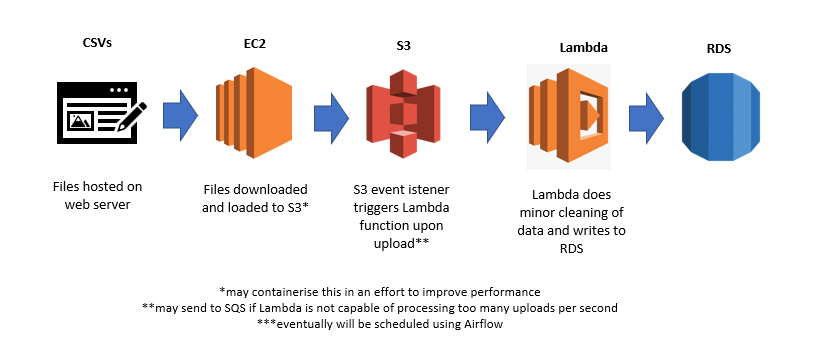 CSVs
EC2
S3
Lambda
RDS
Files hosted on
web server
Files downloaded
and loaded to S3*
S3 event istener
triggers Lambda
function upon
upload**
Lambda does
minor cleaning of
data and writes to
RDS
*may containerise this in an effort to improve performance
**may send to SQS if Lambda is not capable of processing too many uploads per second
***eventually will be scheduled using Airflow